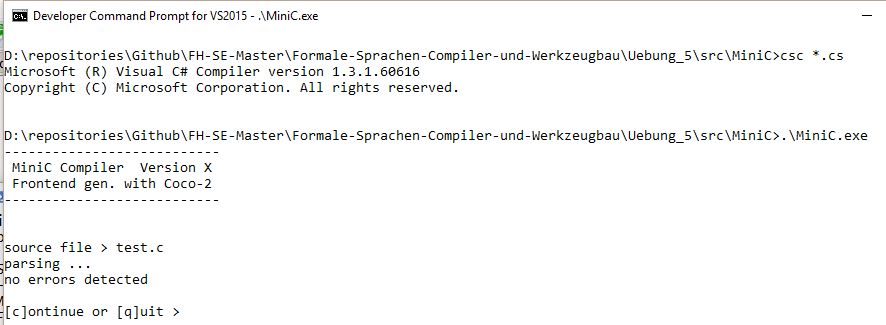 Developer Command Prompt for VS2015 - .\MiniC.exe
D:\repositories\Github\FH-SE-Master\Formale-Sprachen-Compiler-und-Werkzeugbau\Uebung_5\src\MiniC>csc *.cs
Microsoft (R) Visual C# Compiler version 1.3.1.60616
Copyright (C) Microsoft Corporation. All rights reserved.
D:\repositories\Github\FH-SE-Master\Formale-Sprachen-Compiler-und-Werkzeugbau\Uebung_5\src\MiniC>.\MiniC.exe
---------------------------
MiniC Compiler  Version X
Frontend gen. with Coco-2
---------------------------
source file > test.c
parsing ...
no errors detected
[c]ontinue or [q]uit >